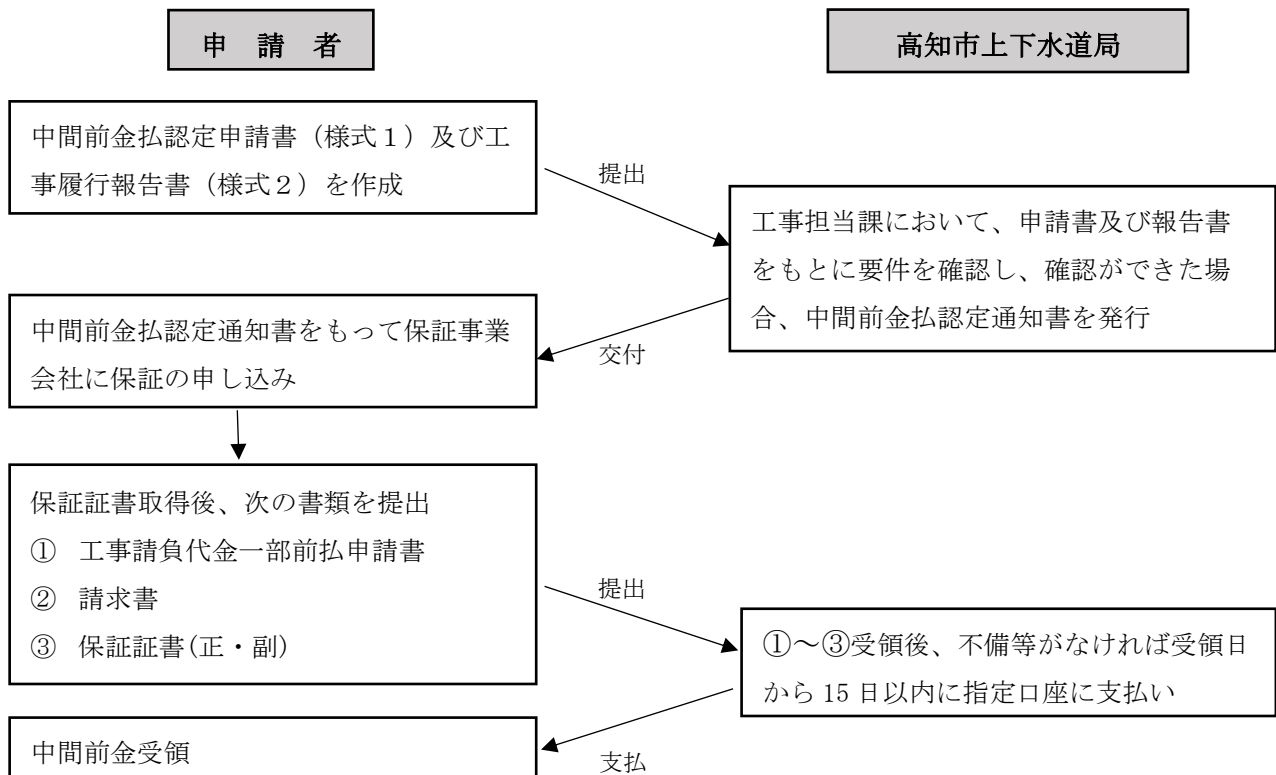 申 請 者
高知市上下水道局
中間前金払認定申請書（様式１）及び工
事履行報告書（様式２）を作成
提出
工事担当課において、申請書及び報告書
をもとに要件を確認し、確認ができた場
合、中間前金払認定通知書を発行
交付
中間前金払認定通知書をもって保証事業
会社に保証の申し込み
保証証書取得後、次の書類を提出
① 工事請負代金一部前払申請書
② 請求書
③ 保証証書(正・副)
提出
①～③受領後、不備等がなければ受領日
から 15 日以内に指定口座に支払い
支払
中間前金受領